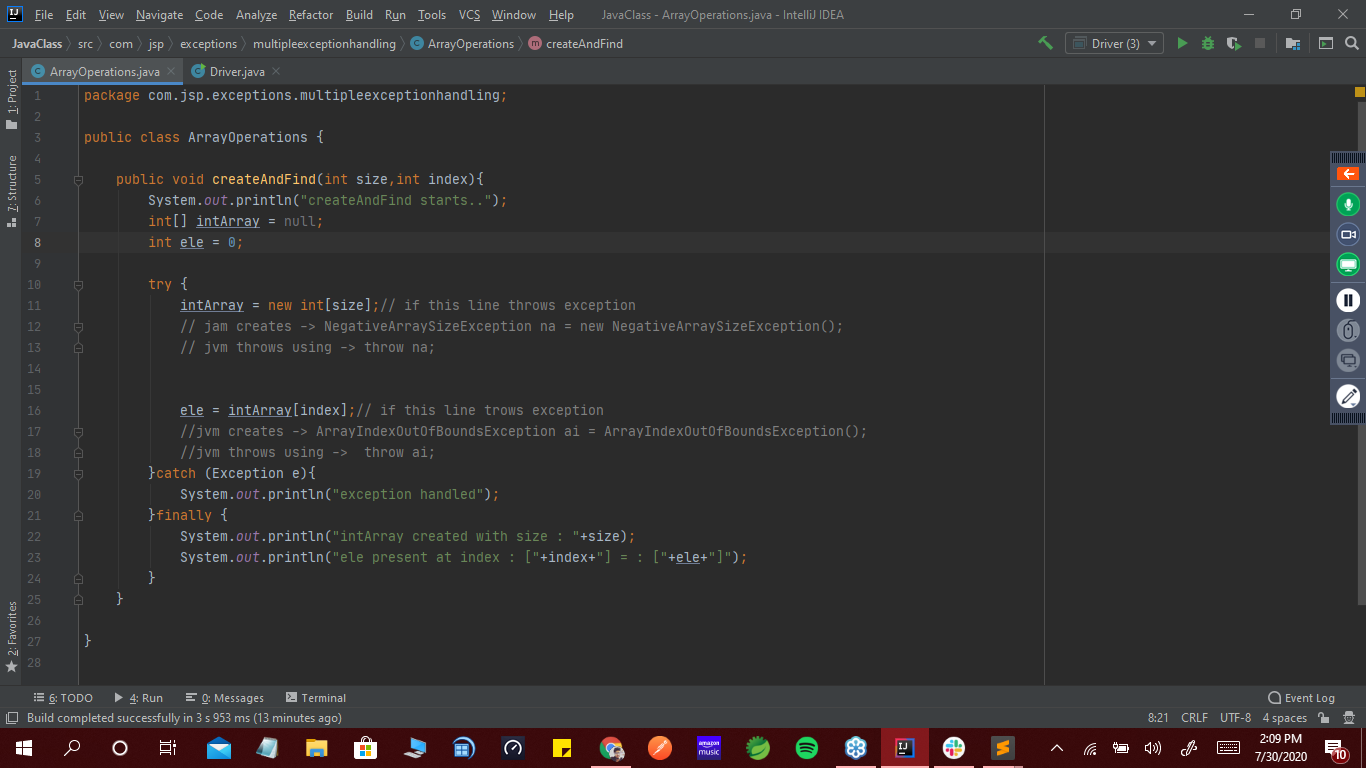 File Edit View Navigate Code Analyze Refactor Build Run Tools VCS Window Help JavaClass - ArrayOperations.java - IntelliJ IDEA
JavaClass src com jsp exceptions multipleexceptionhandling ArrayOperations createAndFind Driver (3)
ArrayOperations.java Driver.java
1: Project
7: Structure
2: Favorites
1 package com.jsp.exceptions.multipleexceptionhandling;
2
3 public class ArrayOperations {
4
5 public void createAndFind(int size,int index){
6 System.out.println("createAndFind starts..");
7 int[] intArray = null;
8 int ele = 0;
9
10 try {
11 intArray = new int[size];// if this line throws exception
12 // jam creates -> NegativeArraySizeException na = new NegativeArraySizeException();
13 // jvm throws using -> throw na;
14
15
16 ele = intArray[index];// if this line trows exception
17 //jvm creates -> ArrayIndexOutOfBoundsException ai = ArrayIndexOutOfBoundsException();
18 //jvm throws using ->  throw ai;
19 }catch (Exception e){
20 System.out.println("exception handled");
21 }finally {
22 System.out.println("intArray created with size : "+size);
23 System.out.println("ele present at index : ["+index+"] = : ["+ele+"]");
24 }
25 }
26
27 }
28
6: TODO 4: Run 0: Messages Terminal Event Log
Build completed successfully in 3 s 953 ms (13 minutes ago) 8:21 CRLF UTF-8 4 spaces
amazon music
IJ
2:09 PM
7/30/2020
10